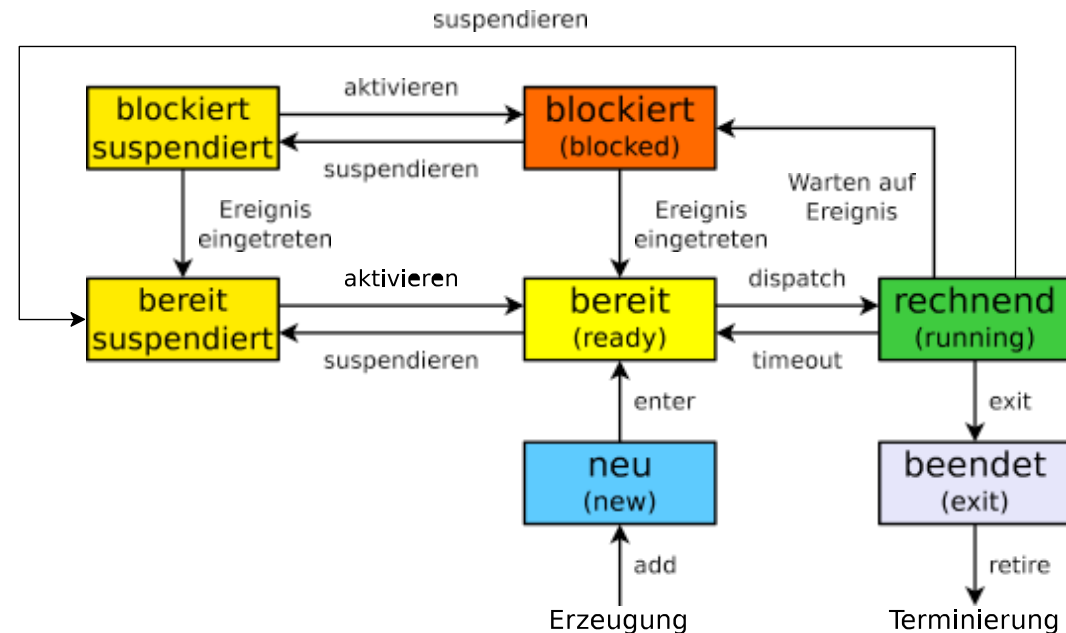 suspendieren
blockiert
suspendiert
aktivieren
suspendieren
blockiert
(blocked)
Warten auf
Ereignis
Ereignis
eingetreten
Ereignis
eingetreten
bereit
suspendiert
aktivieren
suspendieren
bereit
(ready)
dispatch
timeout
rechnend
(running)
enter
exit
neu
(new)
beendet
(exit)
add
retire
Erzeugung
Terminierung